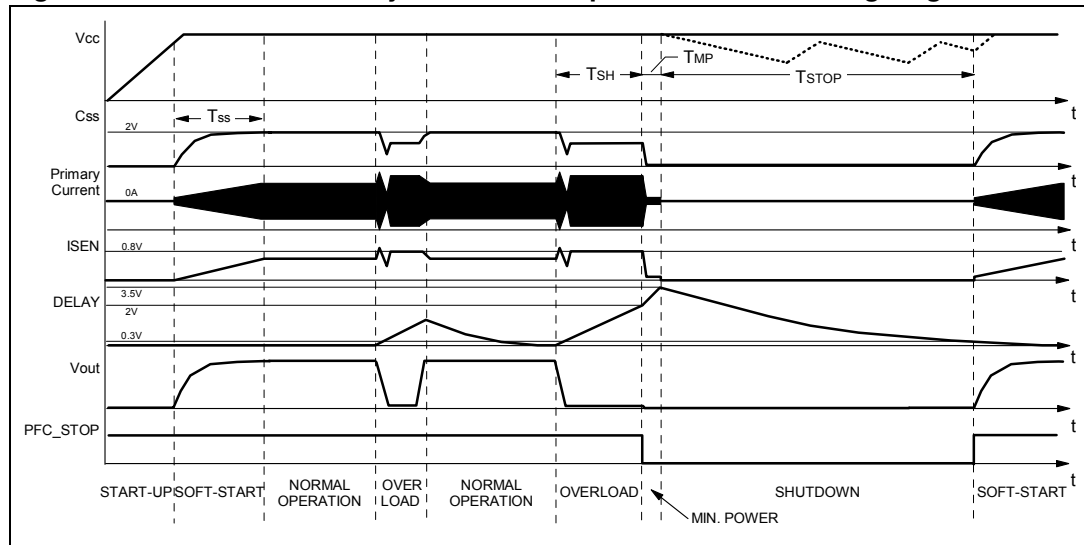 Vcc
TSH
TMP
TSTOP
t
Css
2V
Tss
t
Primary
Current
0A
t
ISEN
0.8V
t
DELAY
3.5V
2V
0.3V
t
Vout
t
PFC_STOP
t
START-UP
SOFT-START
NORMAL
OPERATION
OVER
LOAD
NORMAL
OPERATION
OVERLOAD
MIN. POWER
SHUTDOWN
SOFT-START